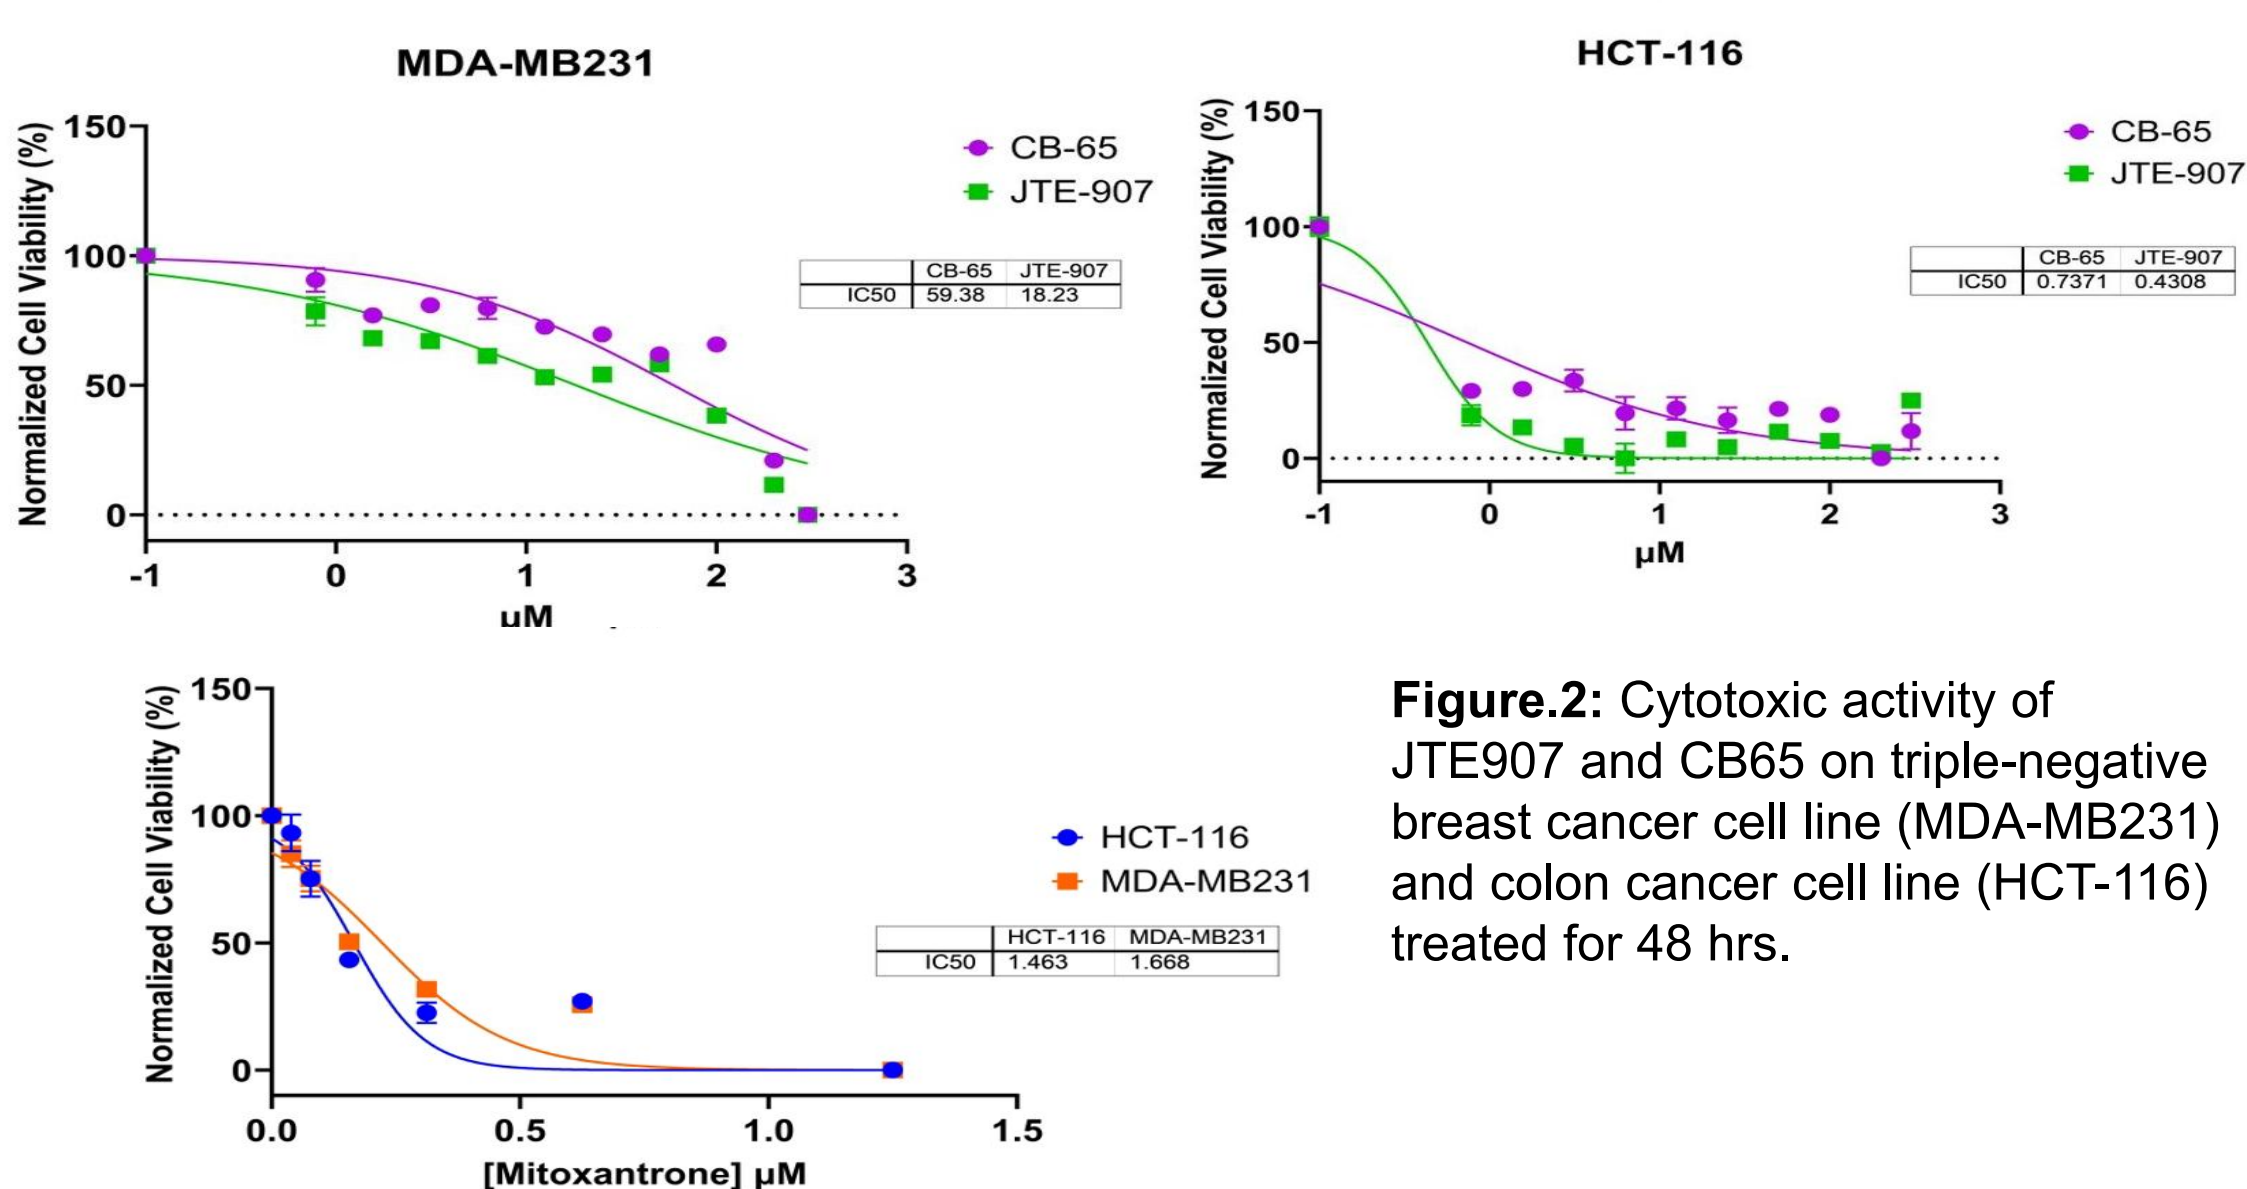 MDA-MB231
Normalized Cell Viability (%)
150
100
50
0
-1 0 1 2 3
µM
CB-65
JTE-907
CB-65 JTE-907
IC50 59.38 18.23
HCT-116
Normalized Cell Viability (%)
150
100
50
0
-1 0 1 2 3
µM
CB-65
JTE-907
CB-65 JTE-907
IC50 0.7371 0.4308
Normalized Cell Viability (%)
150
100
50
0
0.0 0.5 1.0 1.5
[Mitoxantrone] µM
HCT-116
MDA-MB231
HCT-116 MDA-MB231
IC50 1.463 1.668
Figure.2: Cytotoxic activity of
JTE907 and CB65 on triple-negative
breast cancer cell line (MDA-MB231)
and colon cancer cell line (HCT-116)
treated for 48 hrs.